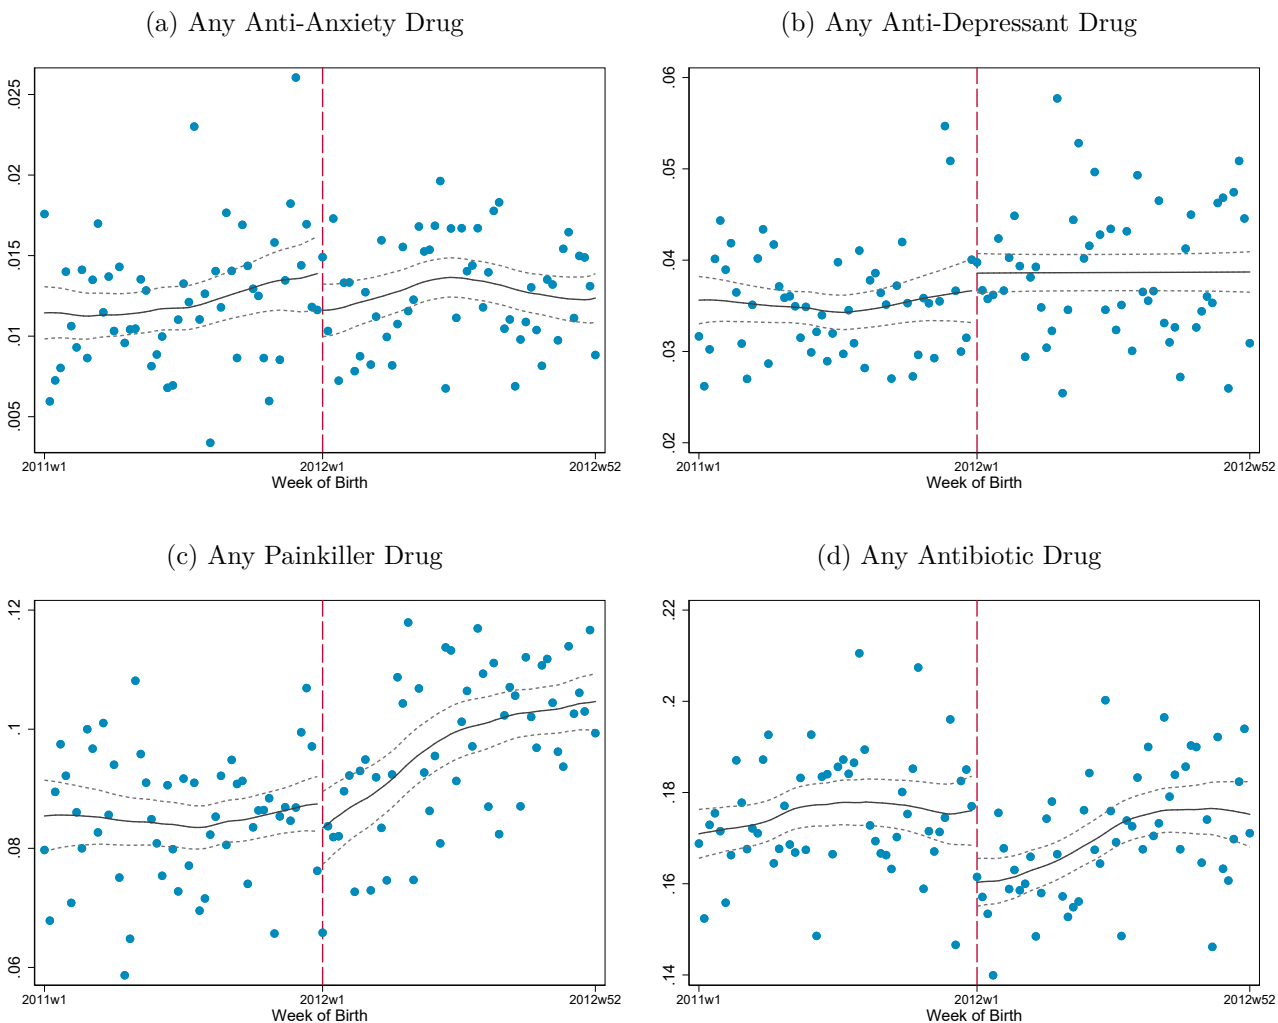 (a) Any Anti-Anxiety Drug
.025
.02
.015
.01
.005
2011w1 2012w1 2012w52
Week of Birth
(b) Any Anti-Depressant Drug
.06
.05
.04
.03
.02
2011w1 2012w1 2012w52
Week of Birth
(c) Any Painkiller Drug
.12
.1
.08
.06
2011w1 2012w1 2012w52
Week of Birth
(d) Any Antibiotic Drug
.22
.2
.18
.16
.14
2011w1 2012w1 2012w52
Week of Birth